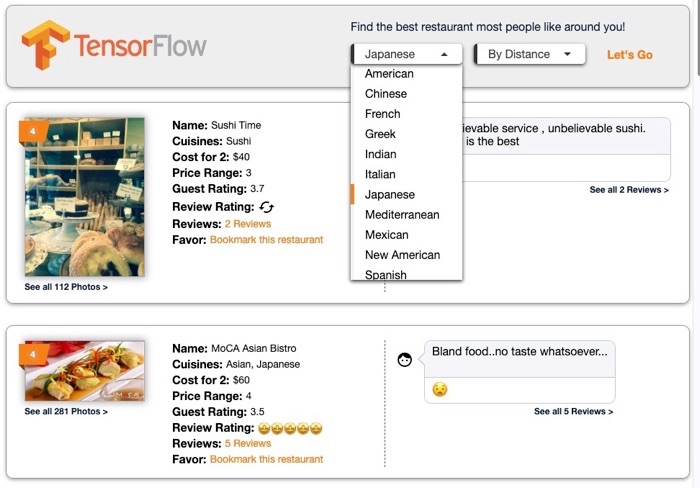 TensorFlow
Find the best restaurant most people like around you!
Japanese
By Distance
Let's Go
American
Chinese
French
Greek
Indian
Italian
Japanese
Mediterranean
Mexican
New American
Spanish
4
Name: Sushi Time
Cuisines: Sushi
Cost for 2: $40
Price Range: 3
Guest Rating: 3.7
Review Rating:
Reviews: 2 Reviews
Favor: Bookmark this restaurant
See all 112 Photos >
service , unbelievable sushi.
is the best
See all 2 Reviews >
4
Name: MoCA Asian Bistro
Cuisines: Asian, Japanese
Cost for 2: $60
Price Range: 4
Guest Rating: 3.5
Review Rating: 🤩🤩🤩🤩🤩
Reviews: 5 Reviews
Favor: Bookmark this restaurant
See all 281 Photos >
Bland food..no taste whatsoever...
😧
See all 5 Reviews >